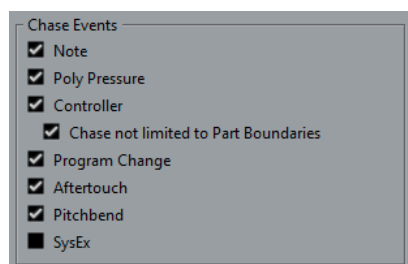 Chase Events
Note
Poly Pressure
Controller
Chase not limited to Part Boundaries
Program Change
Aftertouch
Pitchbend
SysEx